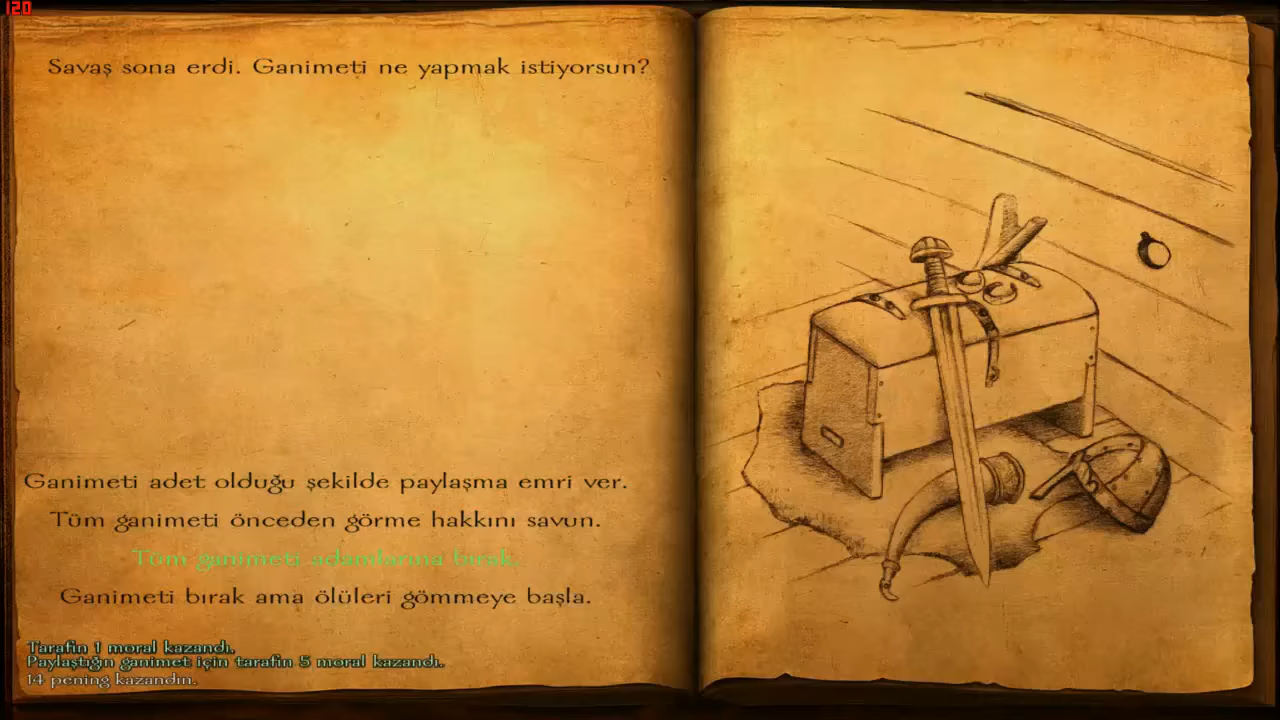 120
Savaş sona erdi. Ganimeti ne yapmak istiyorsun?
Ganimeti adet olduğu şekilde paylaşma emri ver.
Tüm ganimeti önceden görme hakkını savun.
Tüm ganimeti adamlarına bırak.
Ganimeti bırak ama ölüleri gömmeye başla.
Tarafin 1 moral kazandı.
Paylaştığın ganimet için tarafin 5 moral kazandı.
14 pening kazandın.